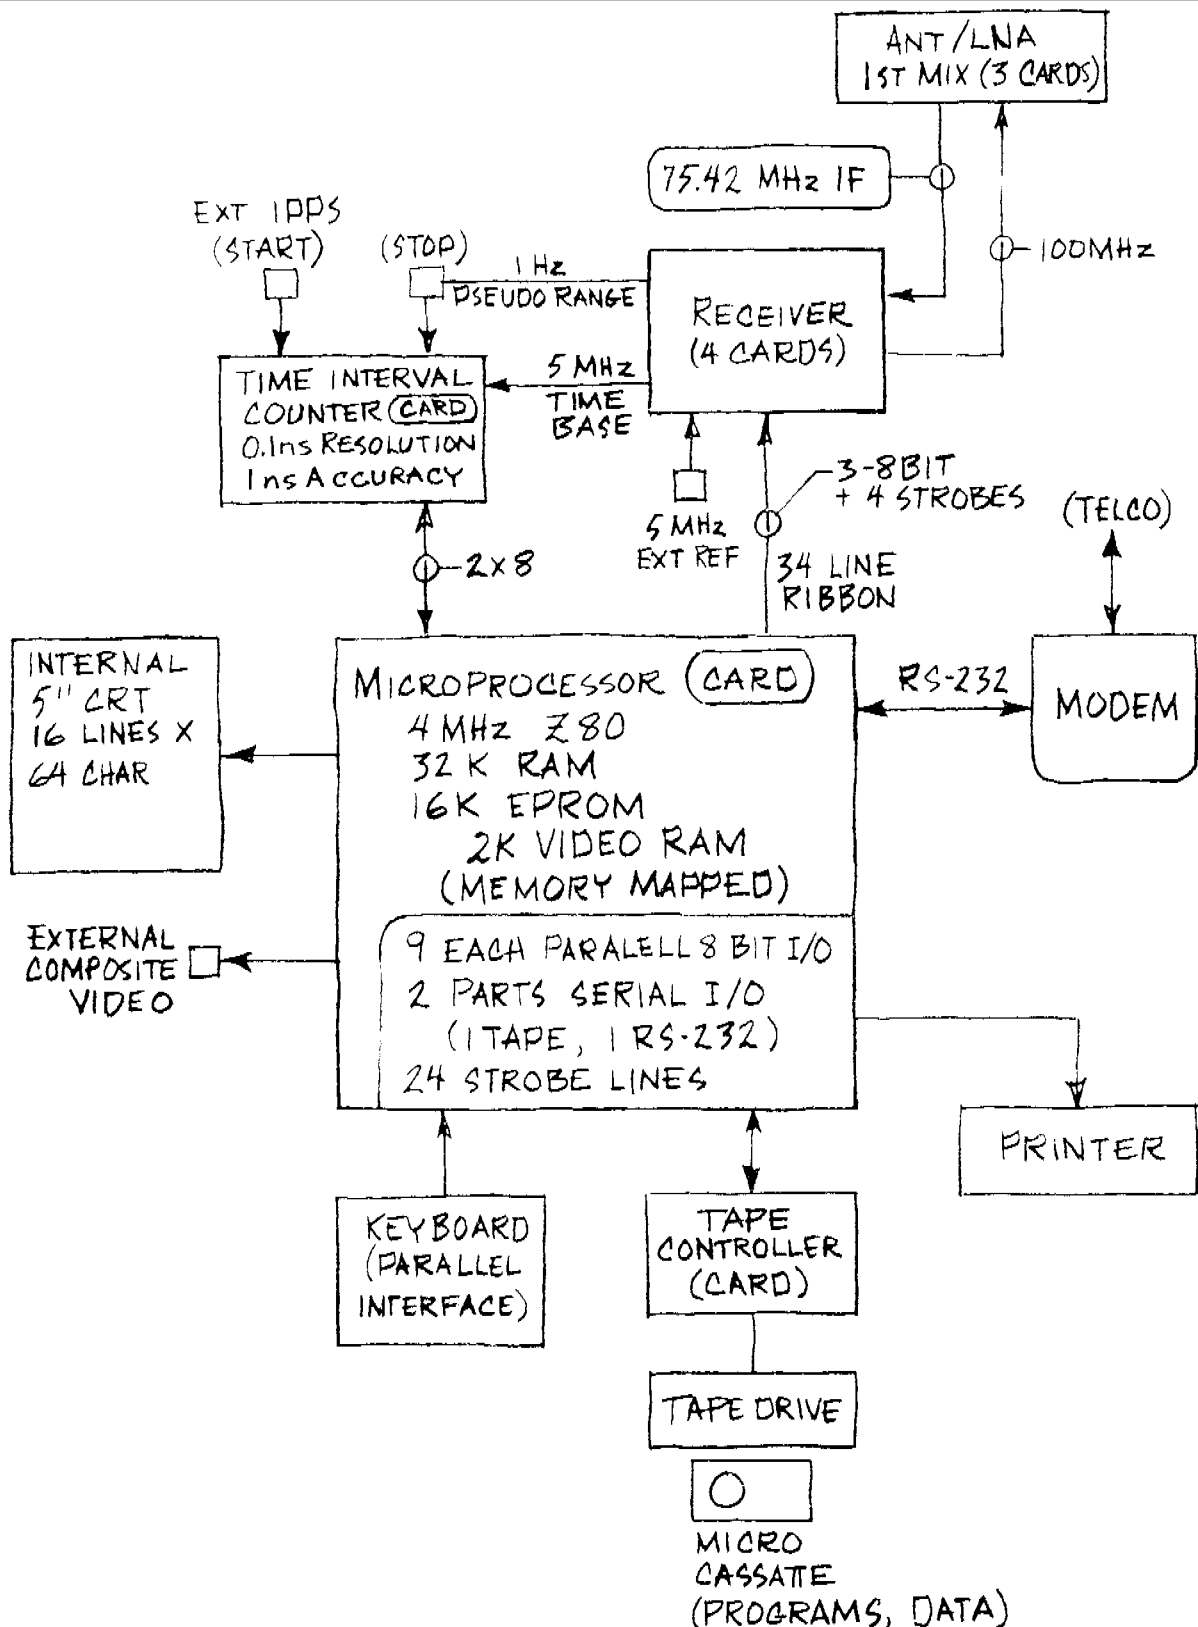 ANT/LNA
1ST MIX (3 CARDS)
75.42 MHz IF
100MHz
EXT 1PPS
(START)
(STOP)
1 Hz
PSEUDO RANGE
RECEIVER
(4 CARDS)
TIME INTERVAL
COUNTER (CARD)
0.1ns RESOLUTION
1ns ACCURACY
5 MHz
TIME
BASE
3-8BIT
+ 4 STROBES
5 MHz
EXT REF
34 LINE
RIBBON
(TELCO)
2x8
INTERNAL
5" CRT
16 LINES X
64 CHAR
MICROPROCESSOR CARD
4 MHz Z80
32 K RAM
16K EPROM
2K VIDEO RAM
(MEMORY MAPPED)
RS-232
MODEM
EXTERNAL
COMPOSITE
VIDEO
9 EACH PARALELL 8 BIT I/O
2 PARTS SERIAL I/O
(1 TAPE, 1 RS-232)
24 STROBE LINES
PRINTER
KEYBOARD
(PARALLEL
INTERFACE)
TAPE
CONTROLLER
(CARD)
TAPE DRIVE
MICRO
CASSATTE
(PROGRAMS, DATA)